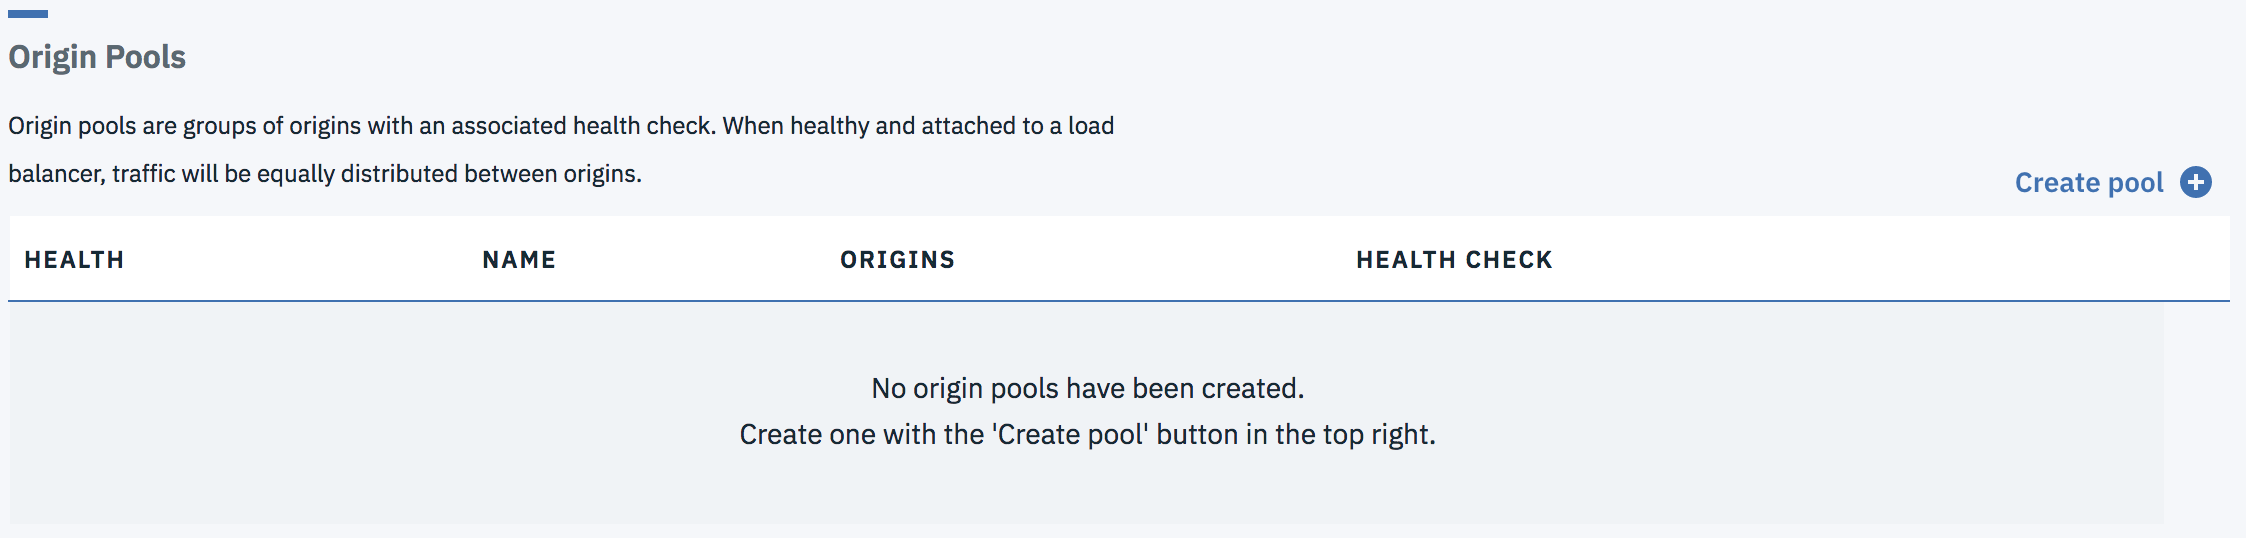 Origin Pools
Origin pools are groups of origins with an associated health check. When healthy and attached to a load
balancer, traffic will be equally distributed between origins.
Create pool
HEALTH NAME ORIGINS HEALTH CHECK
No origin pools have been created.
Create one with the 'Create pool' button in the top right.